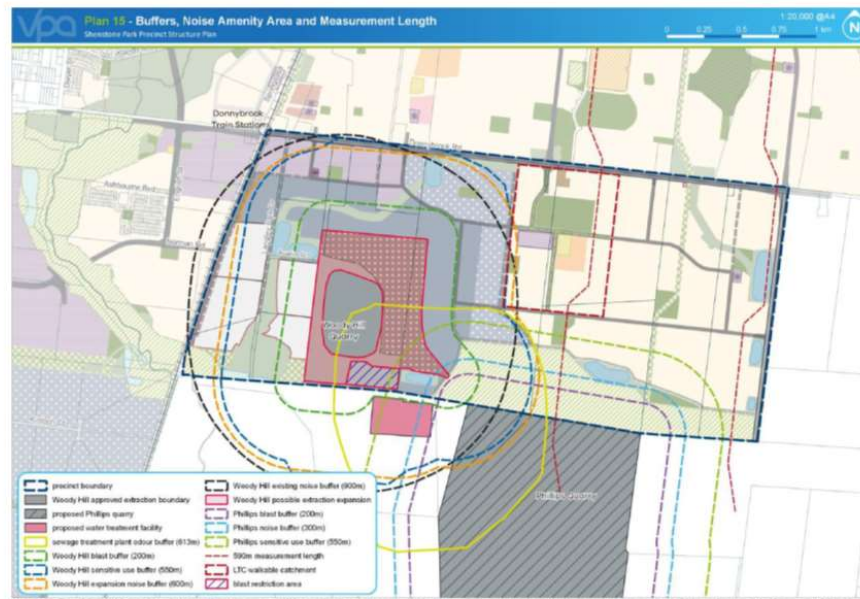 vpa
Plan 15 - Buffers, Noise Amenity Area and Measurement Length
Shenstone Park Precinct Structure Plan
1:20,000 @A4
0 0.25 0.5 0.75 1 km
N
Donnybrook
Train Station
Donnybrook Rd
Woody Hill
Quarry
Phillips Quarry
precinct boundary
Woody Hill approved extraction boundary
proposed Phillips quarry
proposed water treatment facility
sewage treatment plant odour buffer (613m)
Woody Hill blast buffer (200m)
Woody Hill sensitive use buffer (550m)
Woody Hill expansion noise buffer (600m)
Woody Hill existing noise buffer (900m)
Woody Hill possible extraction expansion
Phillips blast buffer (200m)
Phillips noise buffer (300m)
Phillips sensitive use buffer (550m)
590m measurement length
LTC walkable catchment
blast restriction area